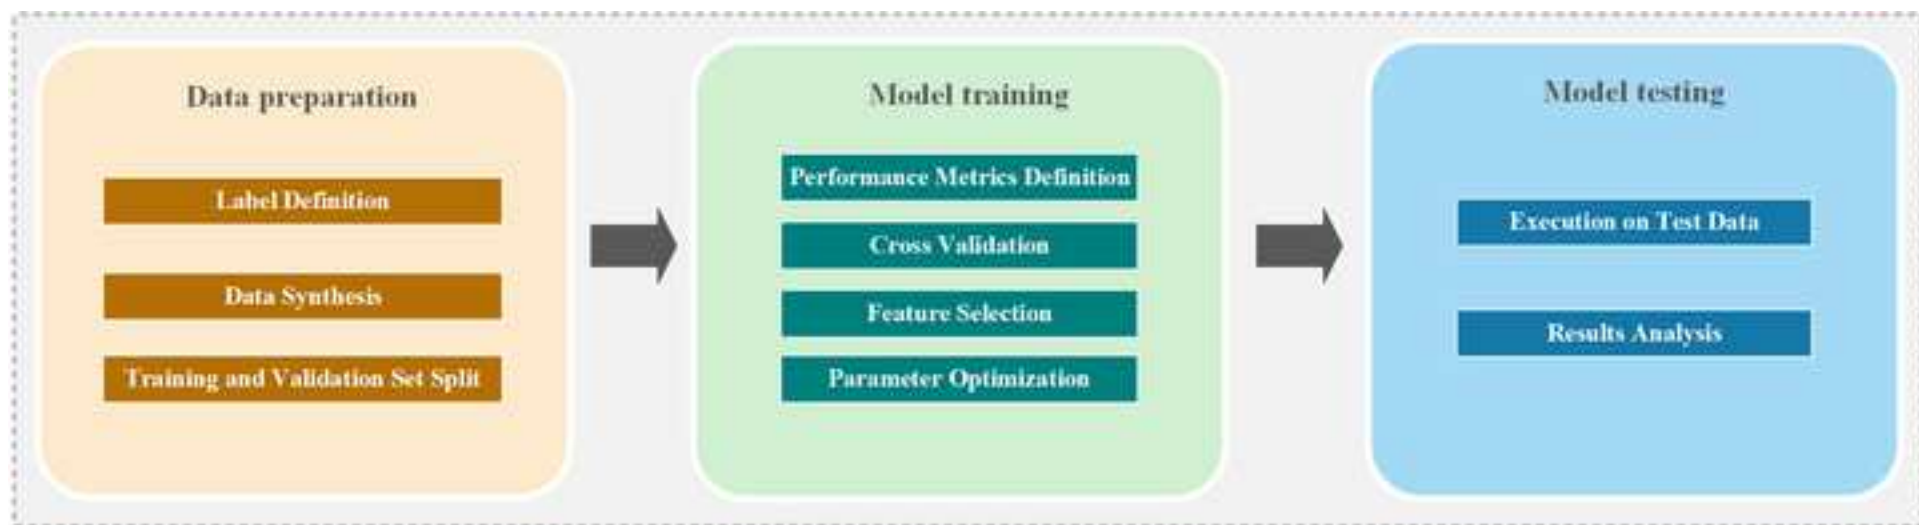 Data preparation
Label Definition
Data Synthesis
Training and Validation Set Split
Model training
Performance Metrics Definition
Cross Validation
Feature Selection
Parameter Optimization
Model testing
Execution on Test Data
Results Analysis